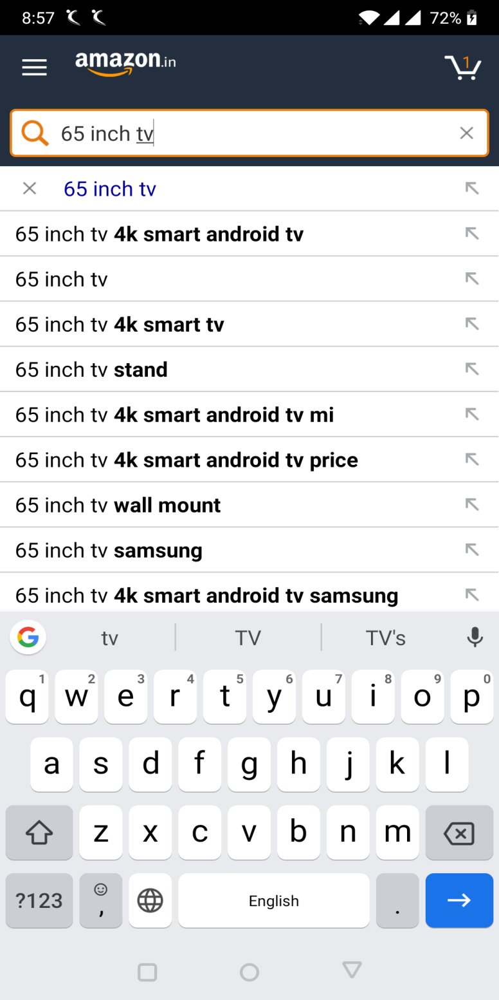 8:57 72%
amazon.in 1
65 inch tv
65 inch tv
65 inch tv 4k smart android tv
65 inch tv
65 inch tv 4k smart tv
65 inch tv stand
65 inch tv 4k smart android tv mi
65 inch tv 4k smart android tv price
65 inch tv wall mount
65 inch tv samsung
65 inch tv 4k smart android tv samsung
G tv TV TV's
q 1 w 2 e 3 r 4 t 5 y 6 u 7 i 8 o 9 p 0
a s d f g h j k l
z x c v b n m
?123 , English .